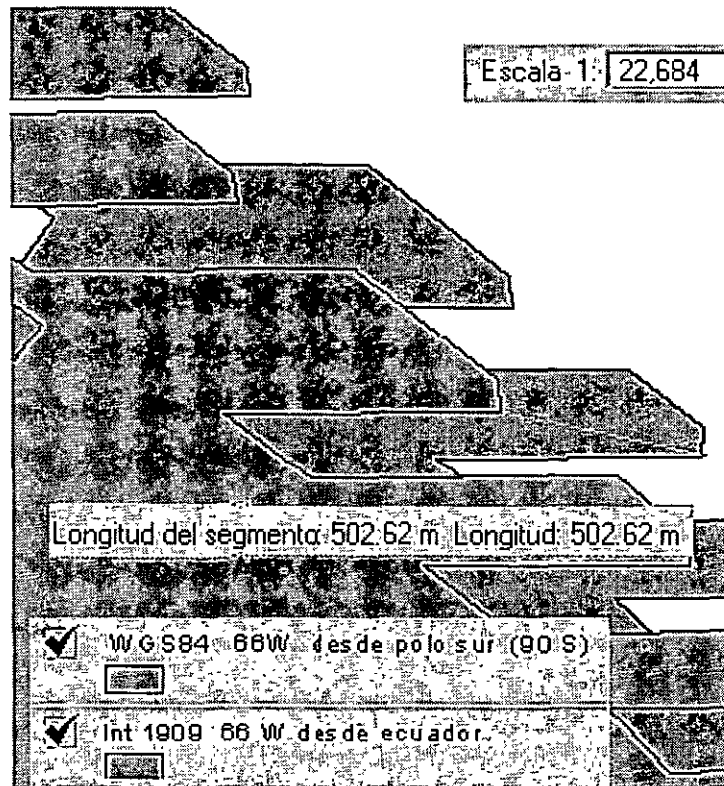 Escala 1: 22,684
Longitud del segmento: 502.62 m Longitud: 502.62 m
WGS84 66W desde polo sur (90 S)
Int 1909 66 W desde ecuador.